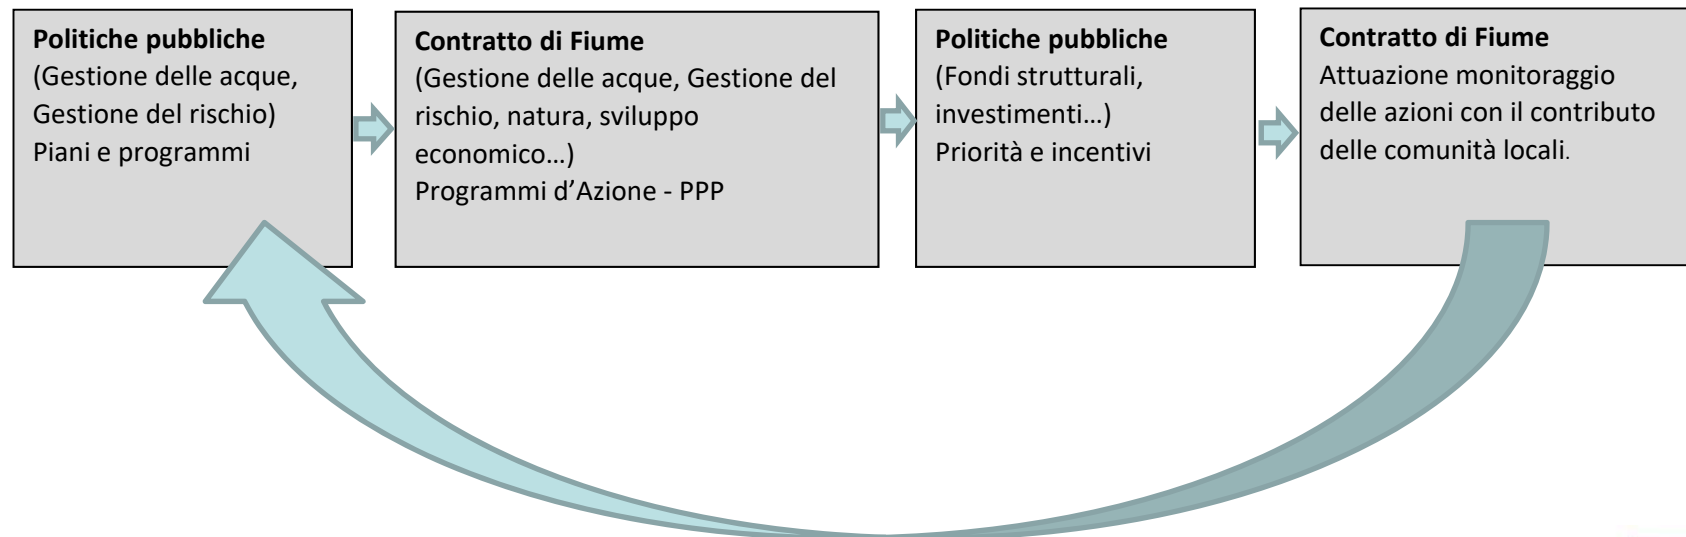 Politiche pubbliche
(Gestione delle acque,
Gestione del rischio)
Piani e programmi
Contratto di Fiume
(Gestione delle acque, Gestione del
rischio, natura, sviluppo
economico…)
Programmi d’Azione - PPP
Politiche pubbliche
(Fondi strutturali,
investimenti…)
Priorità e incentivi
Contratto di Fiume
Attuazione monitoraggio
delle azioni con il contributo
delle comunità locali.